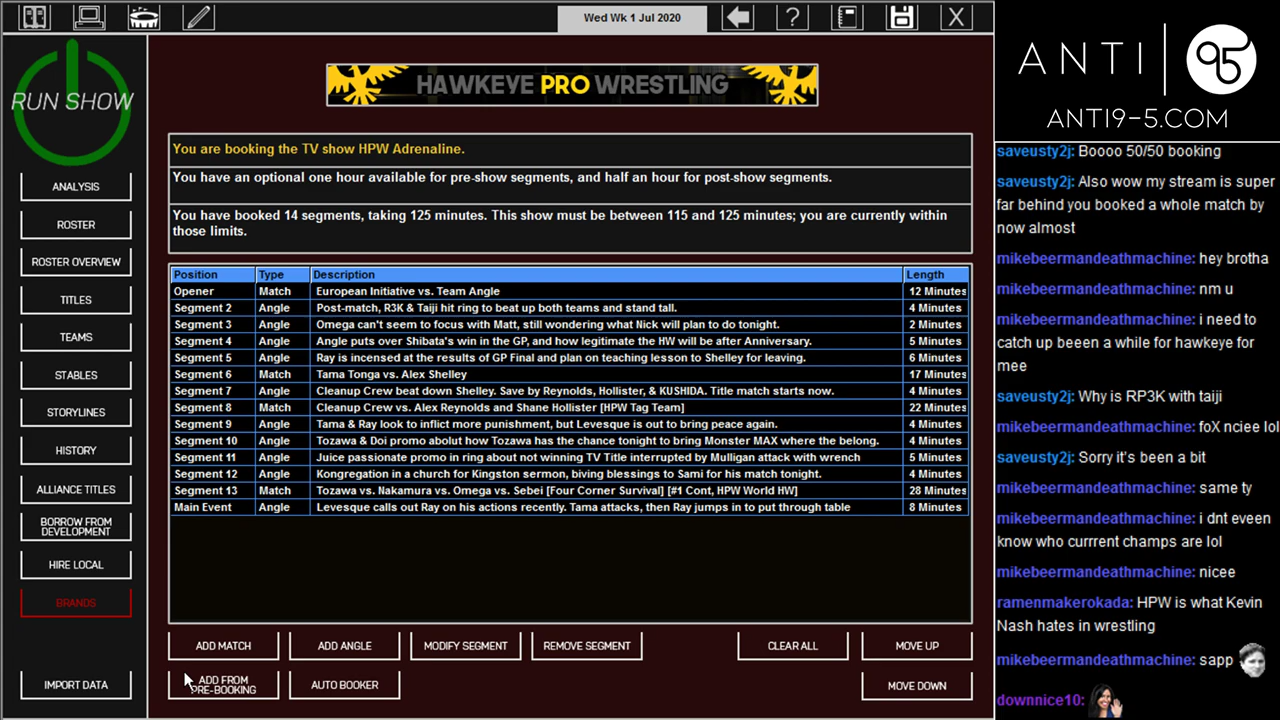 Wed Wk 1 Jul 2020
?
X
RUN SHOW
ANALYSIS
ROSTER
ROSTER OVERVIEW
TITLES
TEAMS
STABLES
STORYLINES
HISTORY
ALLIANCE TITLES
BORROW FROM
DEVELOPMENT
HIRE LOCAL
BRANDS
IMPORT DATA
HAWKEYE PRO WRESTLING
You are booking the TV show HPW Adrenaline.
You have an optional one hour available for pre-show segments, and half an hour for post-show segments.
You have booked 14 segments, taking 125 minutes. This show must be between 115 and 125 minutes; you are currently within
those limits.
Position Type Description Length
Opener Match European Initiative vs. Team Angle 12 Minutes
Segment 2 Angle Post-match, R3K & Taiji hit ring to beat up both teams and stand tall. 4 Minutes
Segment 3 Angle Omega can't seem to focus with Matt, still wondering what Nick will plan to do tonight. 2 Minutes
Segment 4 Angle Angle puts over Shibata's win in the GP, and how legitimate the HW will be after Anniversary. 5 Minutes
Segment 5 Angle Ray is incensed at the results of GP Final and plan on teaching lesson to Shelley for leaving. 6 Minutes
Segment 6 Match Tama Tonga vs. Alex Shelley 17 Minutes
Segment 7 Angle Cleanup Crew beat down Shelley. Save by Reynolds, Hollister, & KUSHIDA. Title match starts now. 4 Minutes
Segment 8 Match Cleanup Crew vs. Alex Reynolds and Shane Hollister [HPW Tag Team] 22 Minutes
Segment 9 Angle Tama & Ray look to inflict more punishment, but Levesque is out to bring peace again. 4 Minutes
Segment 10 Angle Tozawa & Doi promo abolut how Tozawa has the chance tonight to bring Monster MAX where the belong. 4 Minutes
Segment 11 Angle Juice passionate promo in ring about not winning TV Title interrupted by Mulligan attack with wrench 5 Minutes
Segment 12 Angle Kongregation in a church for Kingston sermon, biving blessings to Sami for his match tonight. 4 Minutes
Segment 13 Match Tozawa vs. Nakamura vs. Omega vs. Sebei [Four Corner Survival] [#1 Cont, HPW World HW] 28 Minutes
Main Event Angle Levesque calls out Ray on his actions recently. Tama attacks, then Ray jumps in to put through table 8 Minutes
ADD MATCH
ADD ANGLE
MODIFY SEGMENT
REMOVE SEGMENT
CLEAR ALL
MOVE UP
ADD FROM
PRE-BOOKING
AUTO BOOKER
MOVE DOWN
ANTI 95
ANTI9-5.COM
saveusty2j: Boooo 50/50 booking
saveusty2j: Also wow my stream is super
far behind you booked a whole match by
now almost
mikebeermandeathmachine: hey brotha
mikebeermandeathmachine: nm u
mikebeermandeathmachine: i need to
catch up beeen a while for hawkeye for
mee
saveusty2j: Why is RP3K with taiji
mikebeermandeathmachine: foX nciee lol
saveusty2j: Sorry it's been a bit
mikebeermandeathmachine: same ty
mikebeermandeathmachine: i dnt eveen
know who currrent champs are lol
mikebeermandeathmachine: nicee
ramenmakerokada: HPW is what Kevin
Nash hates in wrestling
mikebeermandeathmachine: sapp
downnice10: